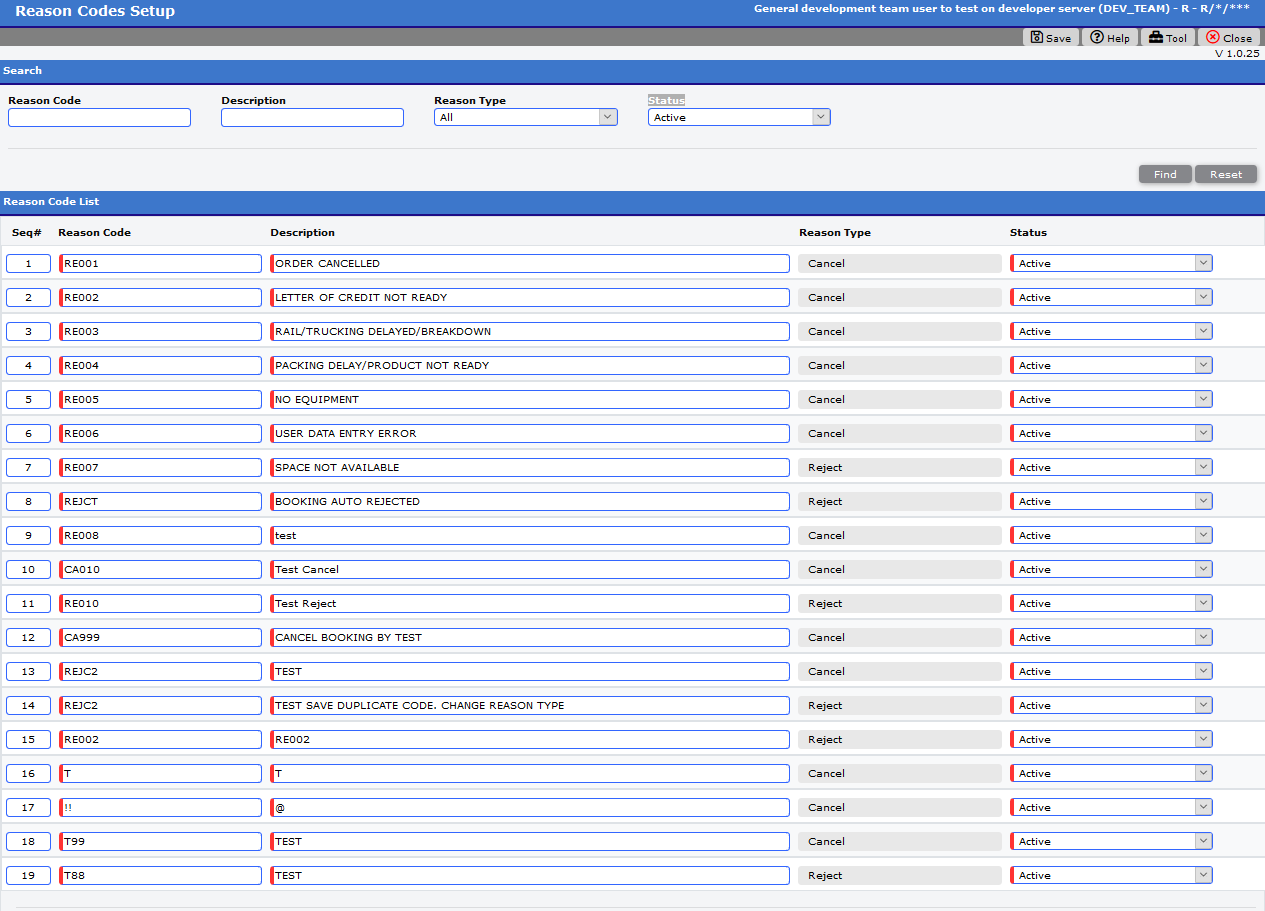 Reason Codes Setup General development team user to test on developer server (DEV_TEAM) - R - R/*/***
Save Help Tool Close
V 1.0.25
Search
Reason Code Description Reason Type Status
All Active
Find Reset
Reason Code List
Seq# Reason Code Description Reason Type Status
1 RE001 ORDER CANCELLED Cancel Active
2 RE002 LETTER OF CREDIT NOT READY Cancel Active
3 RE003 RAIL/TRUCKING DELAYED/BREAKDOWN Cancel Active
4 RE004 PACKING DELAY/PRODUCT NOT READY Cancel Active
5 RE005 NO EQUIPMENT Cancel Active
6 RE006 USER DATA ENTRY ERROR Cancel Active
7 RE007 SPACE NOT AVAILABLE Reject Active
8 REJCT BOOKING AUTO REJECTED Reject Active
9 RE008 test Cancel Active
10 CA010 Test Cancel Cancel Active
11 RE010 Test Reject Reject Active
12 CA999 CANCEL BOOKING BY TEST Cancel Active
13 REJC2 TEST Cancel Active
14 REJC2 TEST SAVE DUPLICATE CODE. CHANGE REASON TYPE Reject Active
15 RE002 RE002 Reject Active
16 T T Cancel Active
17 !! @ Cancel Active
18 T99 TEST Cancel Active
19 T88 TEST Reject Active